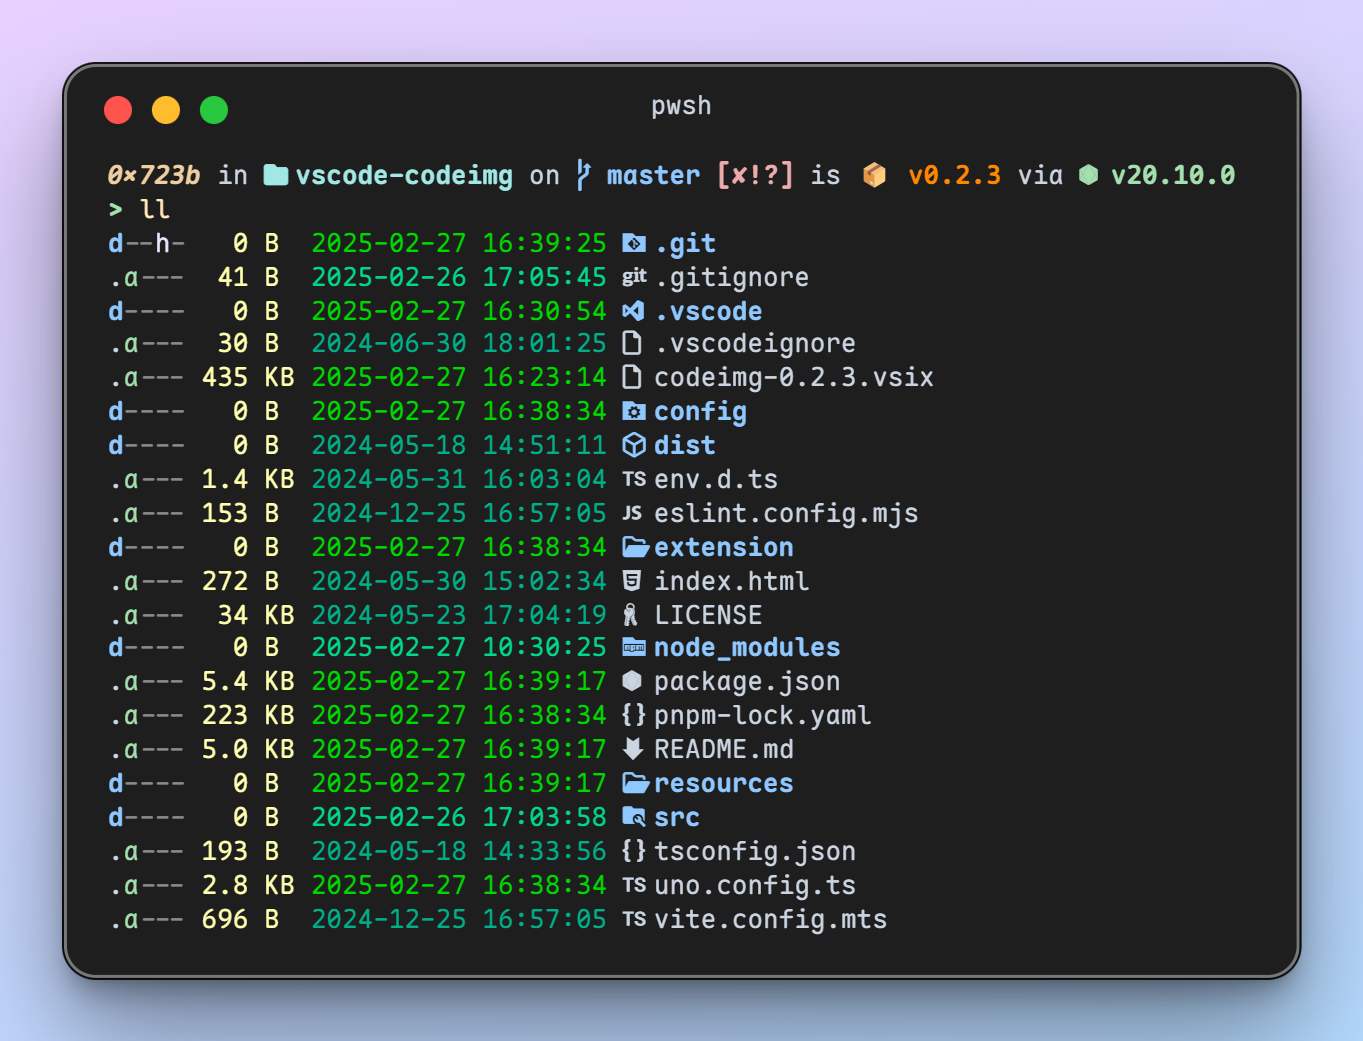 pwsh
0×723b in vscode-codeimg on master [✘!?] is 📦 v0.2.3 via v20.10.0
> ll
d--h- 0 B 2025-02-27 16:39:25 .git
.a--- 41 B 2025-02-26 17:05:45 git .gitignore
d---- 0 B 2025-02-27 16:30:54 .vscode
.a--- 30 B 2024-06-30 18:01:25 .vscodeignore
.a--- 435 KB 2025-02-27 16:23:14 codeimg-0.2.3.vsix
d---- 0 B 2025-02-27 16:38:34 config
d---- 0 B 2024-05-18 14:51:11 dist
.a--- 1.4 KB 2024-05-31 16:03:04 TS env.d.ts
.a--- 153 B 2024-12-25 16:57:05 JS eslint.config.mjs
d---- 0 B 2025-02-27 16:38:34 extension
.a--- 272 B 2024-05-30 15:02:34 index.html
.a--- 34 KB 2024-05-23 17:04:19 LICENSE
d---- 0 B 2025-02-27 10:30:25 node_modules
.a--- 5.4 KB 2025-02-27 16:39:17 package.json
.a--- 223 KB 2025-02-27 16:38:34 {} pnpm-lock.yaml
.a--- 5.0 KB 2025-02-27 16:39:17 README.md
d---- 0 B 2025-02-27 16:39:17 resources
d---- 0 B 2025-02-26 17:03:58 src
.a--- 193 B 2024-05-18 14:33:56 {} tsconfig.json
.a--- 2.8 KB 2025-02-27 16:38:34 TS uno.config.ts
.a--- 696 B 2024-12-25 16:57:05 TS vite.config.mts